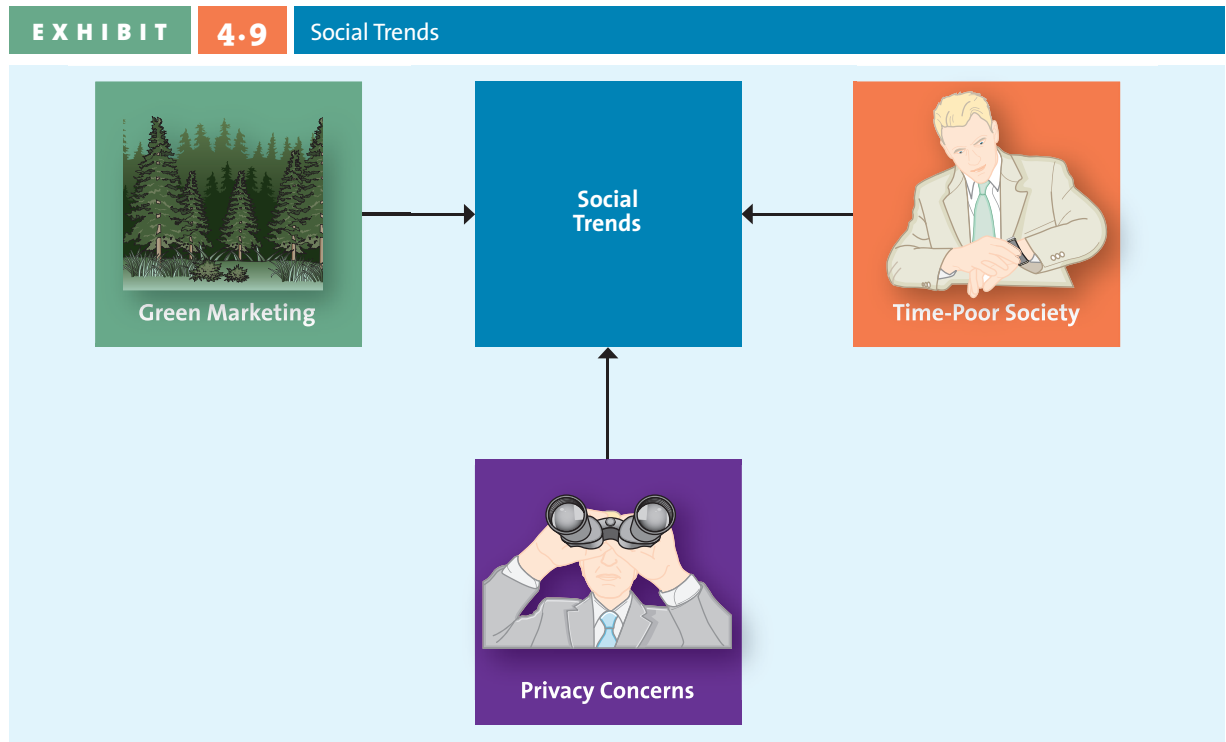 EXHIBIT 4.9 Social Trends
Green Marketing
Social
Trends
Time-Poor Society
Privacy Concerns